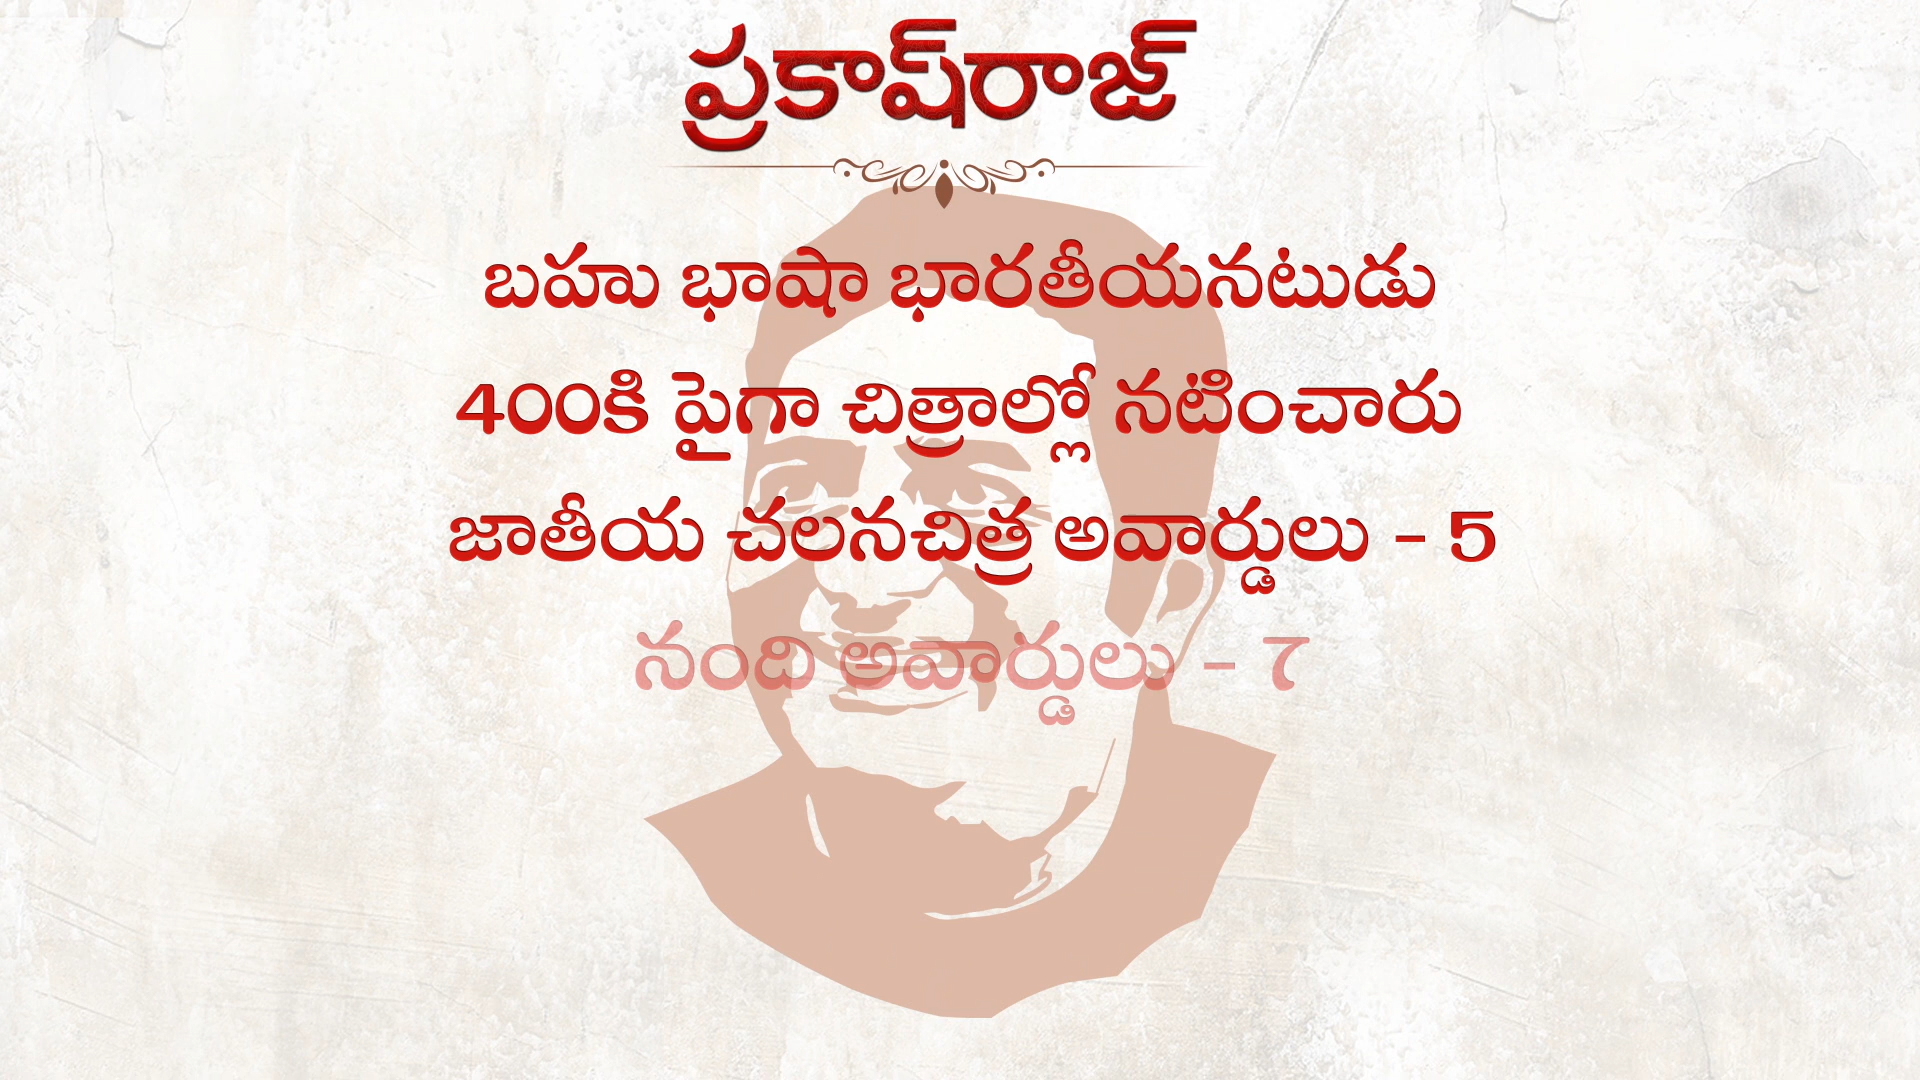 ప్రకాష్‌రాజ్
బహు భాషా భారతీయనటుడు
400కి పైగా చిత్రాల్లో నటించారు
జాతీయ చలనచిత్ర అవార్డులు - 5
నంది అవార్డులు - 7